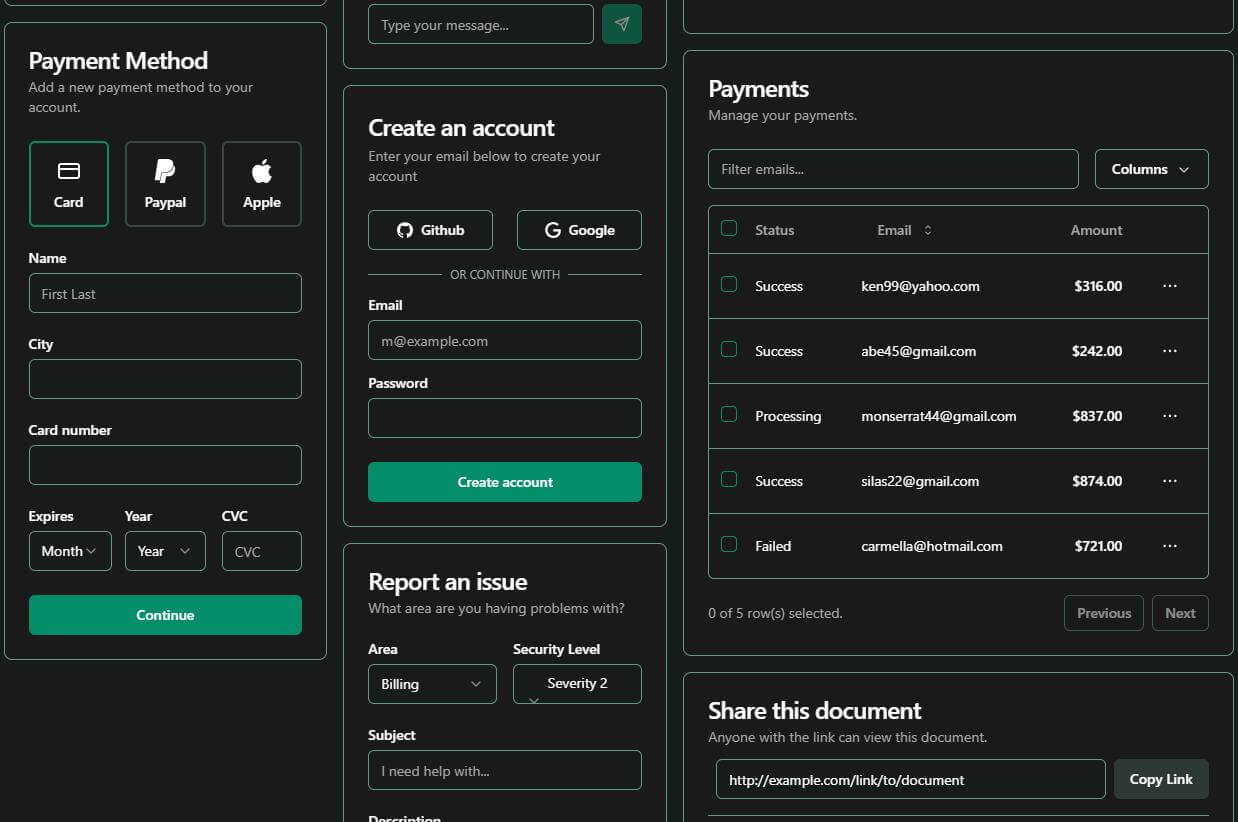 Payment Method
Add a new payment method to your
account.
Card
Paypal
Apple
Name
First Last
City
Card number
Expires
Year
CVC
Month
Year
CVC
Continue
Type your message...
Create an account
Enter your email below to create your
account
Github
Google
OR CONTINUE WITH
Email
m@example.com
Password
Create account
Report an issue
What area are you having problems with?
Area
Security Level
Billing
Severity 2
Subject
I need help with...
Description
Payments
Manage your payments.
Filter emails...
Columns
Status Email Amount
Success ken99@yahoo.com $316.00
Success abe45@gmail.com $242.00
Processing monserrat44@gmail.com $837.00
Success silas22@gmail.com $874.00
Failed carmella@hotmail.com $721.00
0 of 5 row(s) selected.
Previous
Next
Share this document
Anyone with the link can view this document.
http://example.com/link/to/document
Copy Link